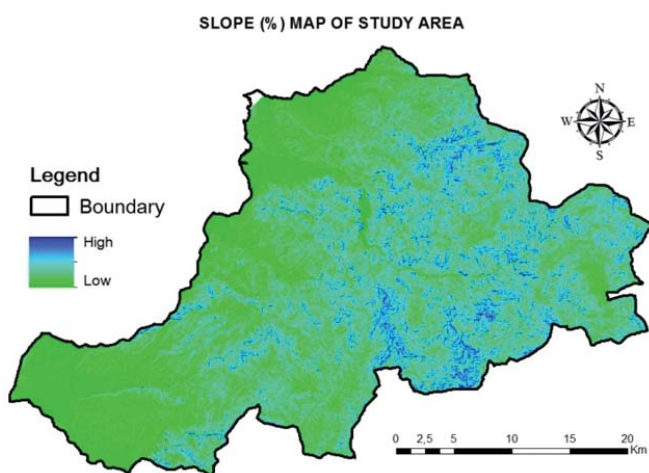 SLOPE (%) MAP OF STUDY AREA
N
W E
S
Legend
Boundary
High
Low
0 2,5 5 10 15 20
Km